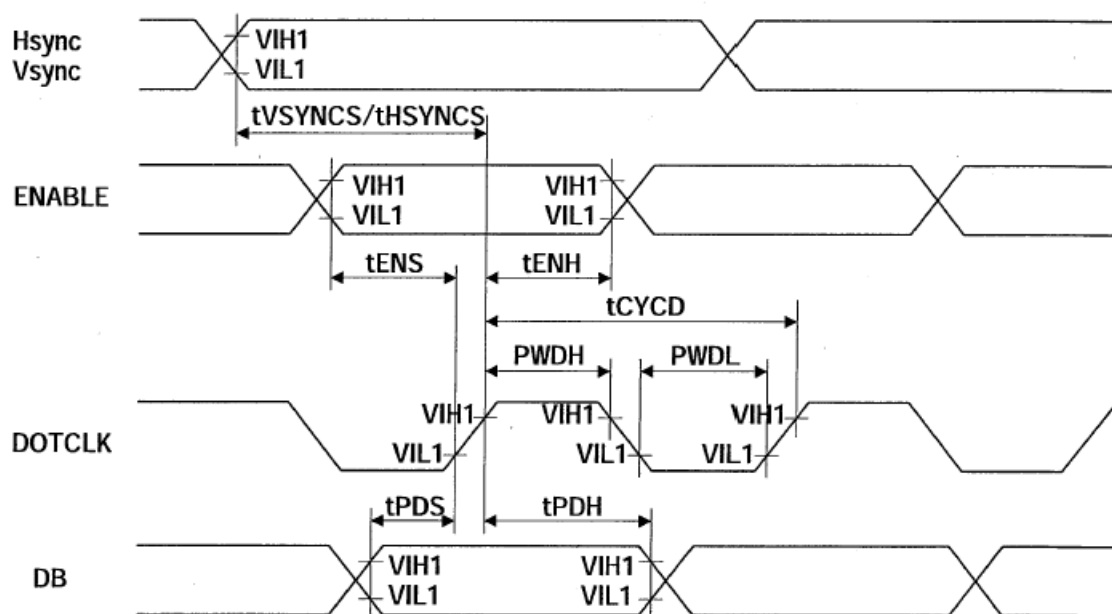 Hsync
Vsync
VIH1
VIL1
tVSYNCS/tHSYNCS
ENABLE
VIH1
VIL1
VIH1
VIL1
tENS
tENH
tCYCD
PWDH
PWDL
DOTCLK
VIH1
VIH1
VIH1
VIL1
VIL1
VIL1
tPDS
tPDH
DB
VIH1
VIL1
VIH1
VIL1